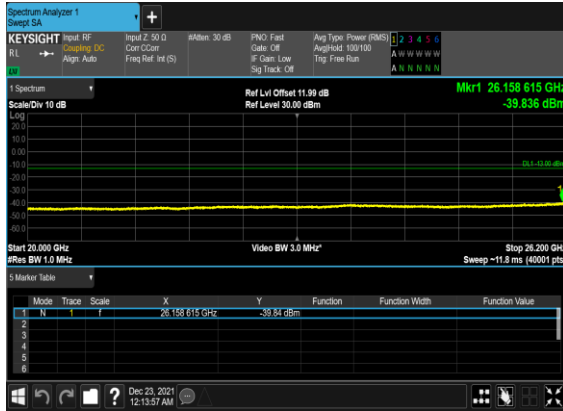 Spectrum Analyzer 1
Swept SA
+
KEYSIGHT Input: RF Input Z: 50 Ω #Atten: 30 dB PNO: Fast Avg Type: Power (RMS) 1 2 3 4 5 6
RL Coupling: DC Corr CCorr Gate: Off Avg|Hold: 100/100 A W W W W W
Align: Auto Freq Ref: Int (S) IF Gain: Low Trig: Free Run
LU Sig Track: Off A N N N N N
1 Spectrum Ref Lvl Offset 11.99 dB Mkr1 26.158 615 GHz
Scale/Div 10 dB Ref Level 30.00 dBm -39.836 dBm
Log
20.0
10.0
0.00
-10.0 DL1 -13.00 dBm
-20.0
-30.0 1
-40.0
-50.0
-60.0
Start 20.000 GHz Video BW 3.0 MHz* Stop 26.200 GHz
#Res BW 1.0 MHz Sweep ~11.8 ms (40001 pts)
5 Marker Table
Mode Trace Scale X Y Function Function Width Function Value
1 N 1 f 26.158 615 GHz -39.84 dBm
2
3
4
5
6
? Dec 23, 2021
12:13:57 AM